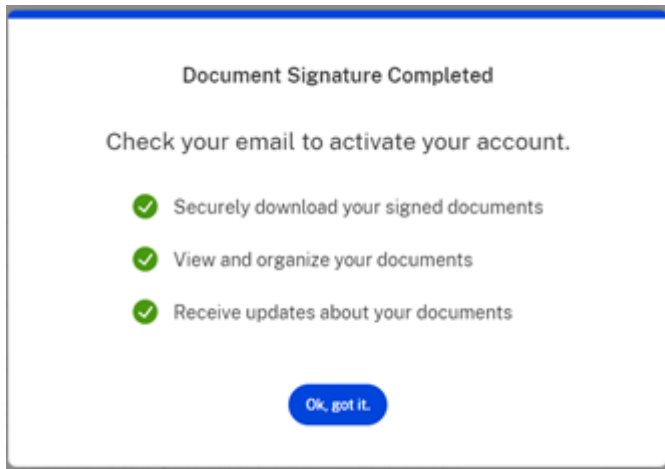 Document Signature Completed
Check your email to activate your account.
Securely download your signed documents
View and organize your documents
Receive updates about your documents
Ok, got it.